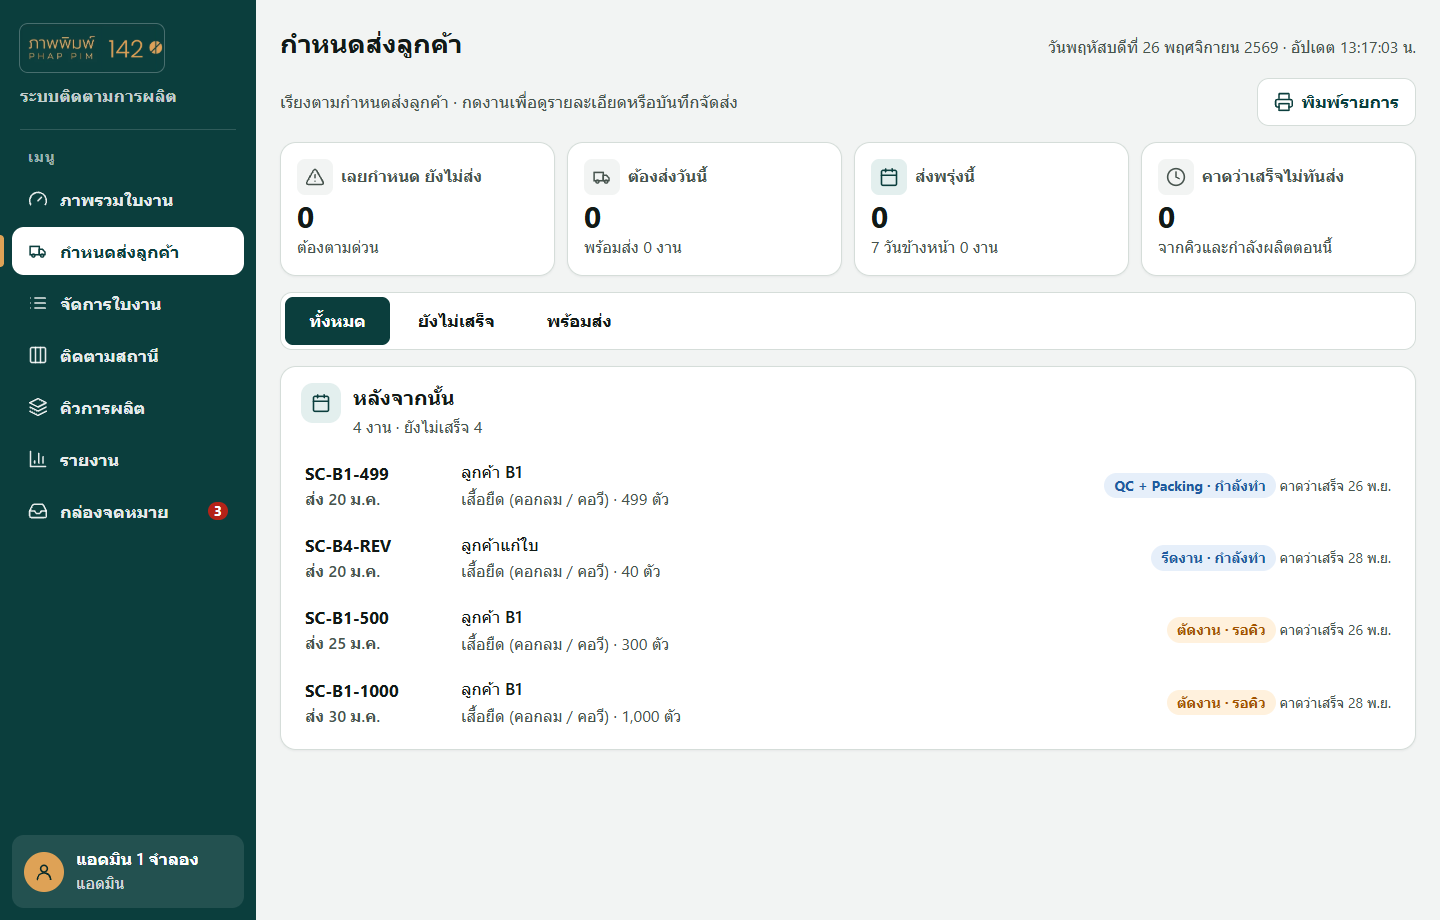 ภาพพิมพ์ 142
PHAP PIM
ระบบติดตามการผลิต
เมนู
ภาพรวมใบงาน
กำหนดส่งลูกค้า
จัดการใบงาน
ติดตามสถานี
คิวการผลิต
รายงาน
กล่องจดหมาย 3
แอดมิน 1 จำลอง
แอดมิน
กำหนดส่งลูกค้า
วันพฤหัสบดีที่ 26 พฤศจิกายน 2569 · อัปเดต 13:17:03 น.
เรียงตามกำหนดส่งลูกค้า · กดงานเพื่อดูรายละเอียดหรือบันทึกจัดส่ง
พิมพ์รายการ
เลยกำหนด ยังไม่ส่ง
0
ต้องตามด่วน
ต้องส่งวันนี้
0
พร้อมส่ง 0 งาน
ส่งพรุ่งนี้
0
7 วันข้างหน้า 0 งาน
คาดว่าเสร็จไม่ทันส่ง
0
จากคิวและกำลังผลิตตอนนี้
ทั้งหมด ยังไม่เสร็จ พร้อมส่ง
หลังจากนั้น
4 งาน · ยังไม่เสร็จ 4
SC-B1-499
ส่ง 20 ม.ค.
ลูกค้า B1
เสื้อยืด (คอกลม / คอวี) · 499 ตัว
QC + Packing · กำลังทำ คาดว่าเสร็จ 26 พ.ย.
SC-B4-REV
ส่ง 20 ม.ค.
ลูกค้าแก้ใบ
เสื้อยืด (คอกลม / คอวี) · 40 ตัว
รีดงาน · กำลังทำ คาดว่าเสร็จ 28 พ.ย.
SC-B1-500
ส่ง 25 ม.ค.
ลูกค้า B1
เสื้อยืด (คอกลม / คอวี) · 300 ตัว
ตัดงาน · รอคิว คาดว่าเสร็จ 26 พ.ย.
SC-B1-1000
ส่ง 30 ม.ค.
ลูกค้า B1
เสื้อยืด (คอกลม / คอวี) · 1,000 ตัว
ตัดงาน · รอคิว คาดว่าเสร็จ 28 พ.ย.